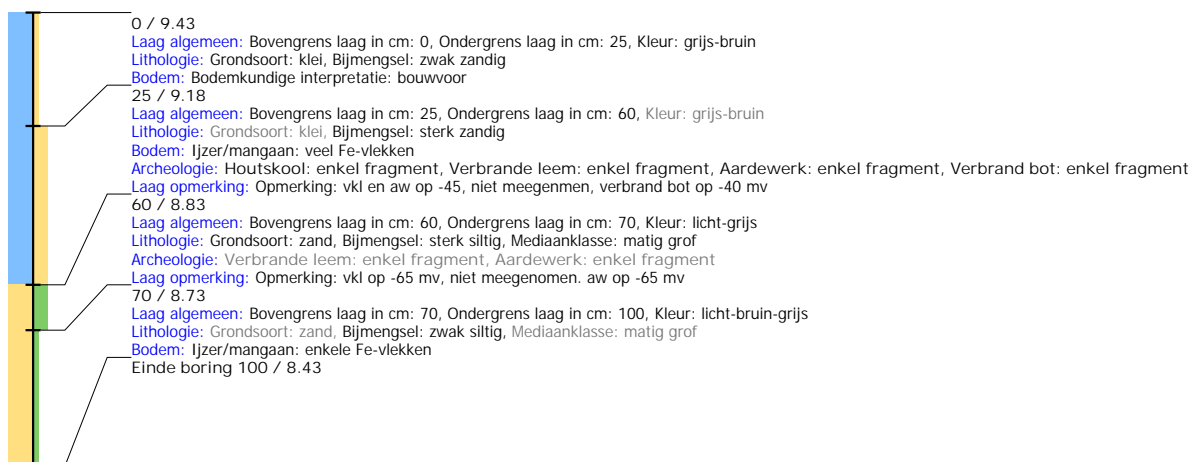 0 / 9.43
Laag algemeen: Bovengrens laag in cm: 0, Ondergrens laag in cm: 25, Kleur: grijs-bruin
Lithologie: Grondsoort: klei, Bijmengsel: zwak zandig
Bodem: Bodemkundige interpretatie: bouwvoor
25 / 9.18
Laag algemeen: Bovengrens laag in cm: 25, Ondergrens laag in cm: 60, Kleur: grijs-bruin
Lithologie: Grondsoort: klei, Bijmengsel: sterk zandig
Bodem: Ijzer/mangaan: veel Fe-vlekken
Archeologie: Houtskool: enkel fragment, Verbrande leem: enkel fragment, Aardewerk: enkel fragment, Verbrand bot: enkel fragment
Laag opmerking: Opmerking: vkl en aw op -45, niet meegenmen, verbrand bot op -40 mv
60 / 8.83
Laag algemeen: Bovengrens laag in cm: 60, Ondergrens laag in cm: 70, Kleur: licht-grijs
Lithologie: Grondsoort: zand, Bijmengsel: sterk siltig, Mediaanklasse: matig grof
Archeologie: Verbrande leem: enkel fragment, Aardewerk: enkel fragment
Laag opmerking: Opmerking: vkl op -65 mv, niet meegenomen. aw op -65 mv
70 / 8.73
Laag algemeen: Bovengrens laag in cm: 70, Ondergrens laag in cm: 100, Kleur: licht-bruin-grijs
Lithologie: Grondsoort: zand, Bijmengsel: zwak siltig, Mediaanklasse: matig grof
Bodem: Ijzer/mangaan: enkele Fe-vlekken
Einde boring 100 / 8.43